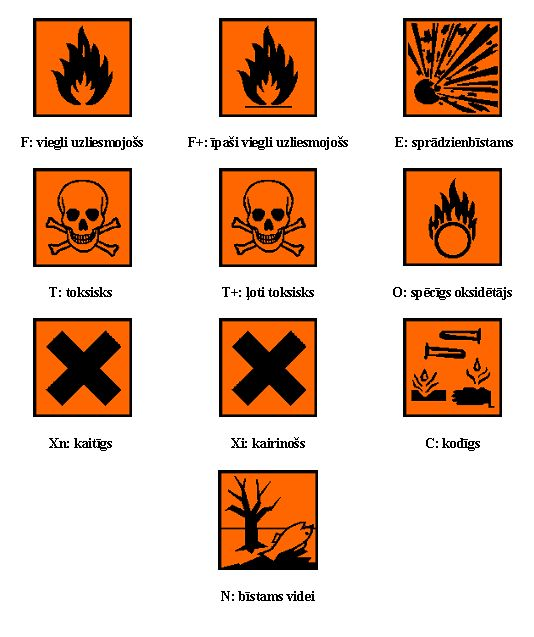 F: viegli uzliesmojošs
F+: īpaši viegli uzliesmojošs
E: sprādzienbīstams
T: toksisks
T+: ļoti toksisks
O: spēcīgs oksidētājs
Xn: kaitīgs
Xi: kairinošs
C: kodīgs
N: bīstams videi